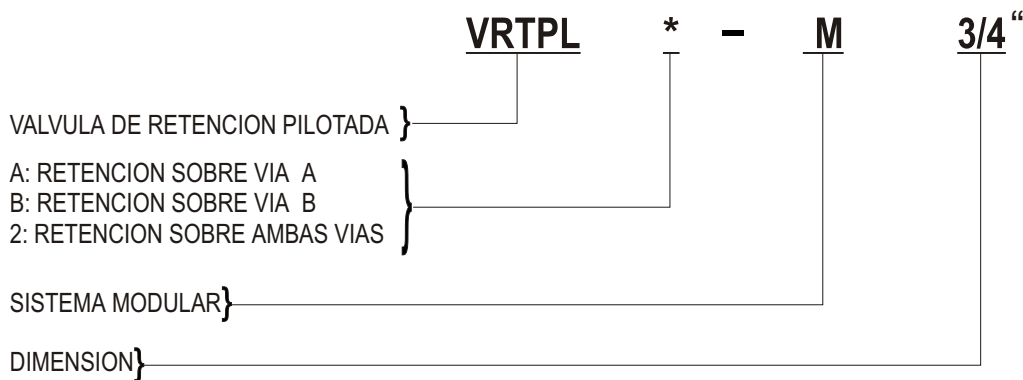 VRTPL * – M 3/4“
VALVULA DE RETENCION PILOTADA }
A: RETENCION SOBRE VIA A
B: RETENCION SOBRE VIA B
2: RETENCION SOBRE AMBAS VIAS }
SISTEMA MODULAR}
DIMENSION}